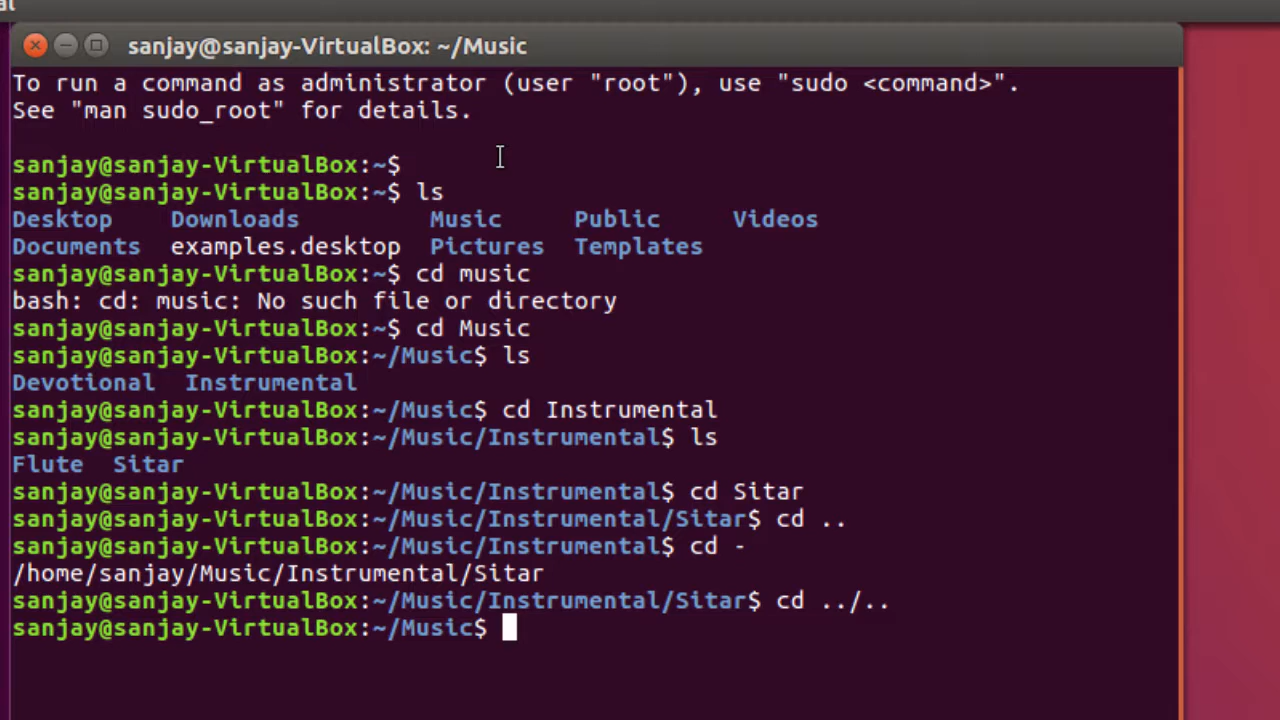 al
sanjay@sanjay-VirtualBox: ~/Music
To run a command as administrator (user "root"), use "sudo <command>".
See "man sudo_root" for details.
sanjay@sanjay-VirtualBox:~$
sanjay@sanjay-VirtualBox:~$ ls
Desktop    Downloads         Music     Public     Videos
Documents  examples.desktop  Pictures  Templates
sanjay@sanjay-VirtualBox:~$ cd music
bash: cd: music: No such file or directory
sanjay@sanjay-VirtualBox:~$ cd Music
sanjay@sanjay-VirtualBox:~/Music$ ls
Devotional  Instrumental
sanjay@sanjay-VirtualBox:~/Music$ cd Instrumental
sanjay@sanjay-VirtualBox:~/Music/Instrumental$ ls
Flute  Sitar
sanjay@sanjay-VirtualBox:~/Music/Instrumental$ cd Sitar
sanjay@sanjay-VirtualBox:~/Music/Instrumental/Sitar$ cd ..
sanjay@sanjay-VirtualBox:~/Music/Instrumental$ cd -
/home/sanjay/Music/Instrumental/Sitar
sanjay@sanjay-VirtualBox:~/Music/Instrumental/Sitar$ cd ../..
sanjay@sanjay-VirtualBox:~/Music$